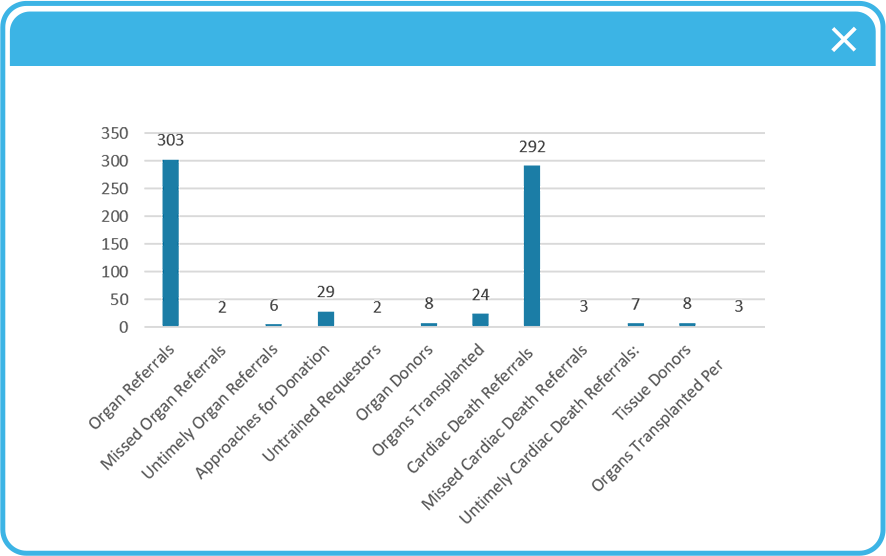 350
300
250
200
150
100
50
0
303
2
6
29
2
8
24
292
3
7
8
3
Organ Referrals
Missed Organ Referrals
Untimely Organ Referrals
Approaches for Donation
Untrained Requestors
Organ Donors
Organs Transplanted
Cardiac Death Referrals
Missed Cardiac Death Referrals
Untimely Cardiac Death Referrals:
Tissue Donors
Organs Transplanted Per